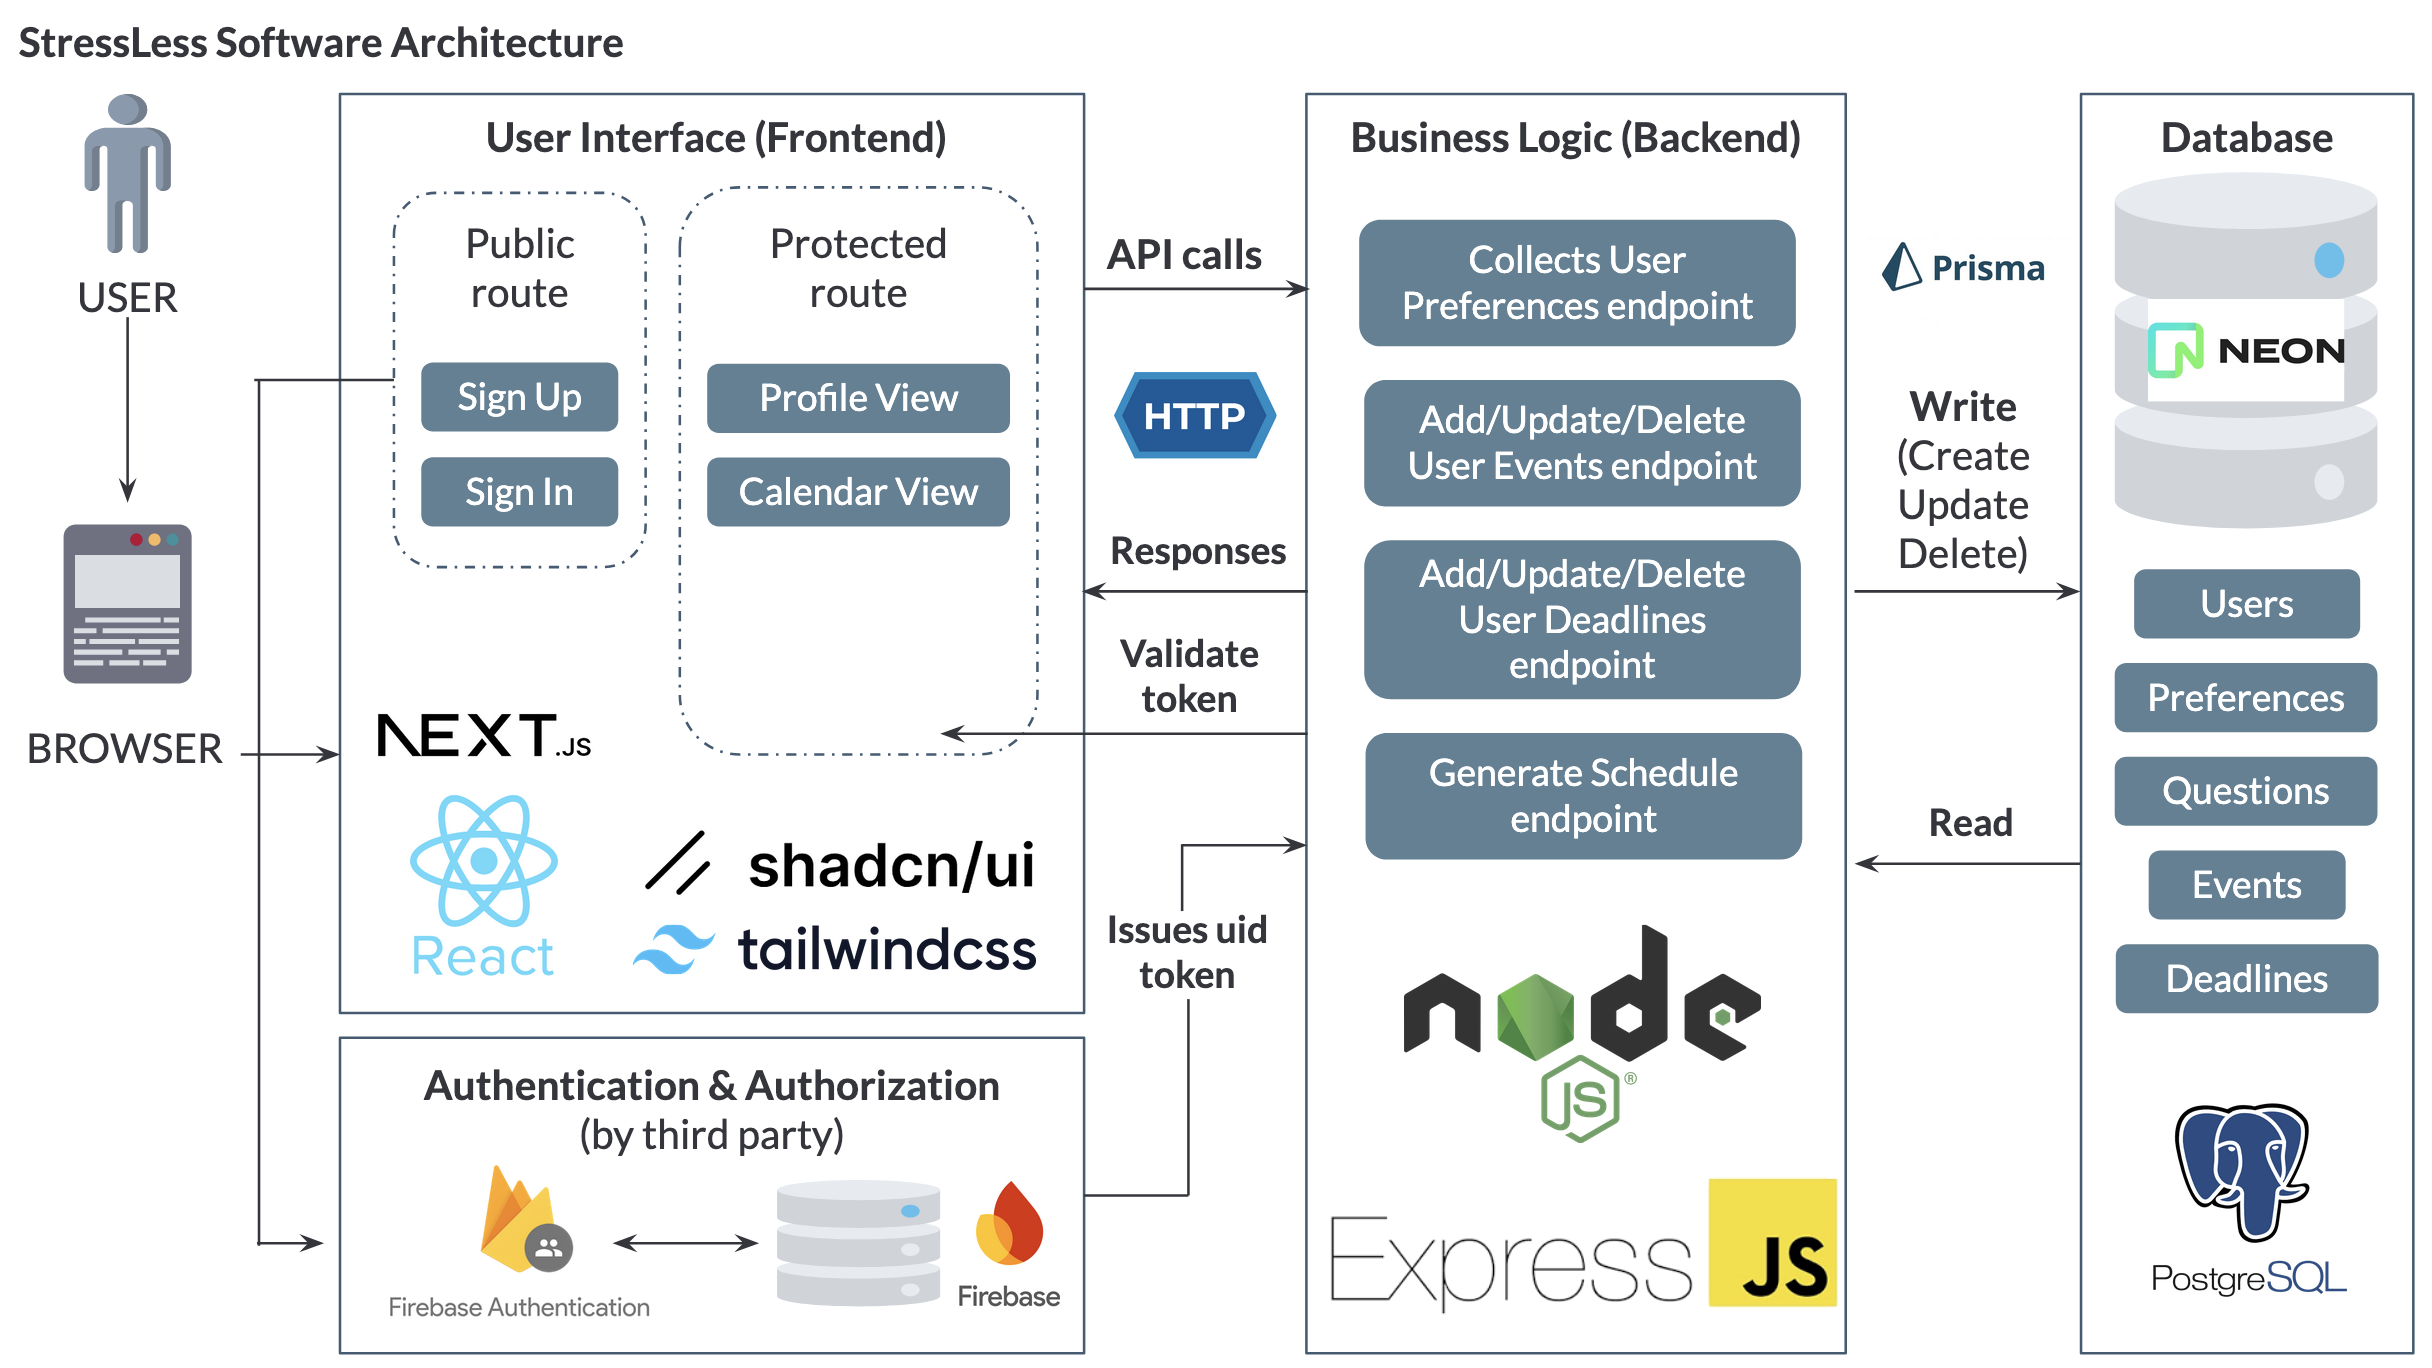 StressLess Software Architecture
USER
BROWSER
User Interface (Frontend)
Public
route
Sign Up
Sign In
Protected
route
Profile View
Calendar View
NEXT.JS
React
shadcn/ui
tailwindcss
Authentication & Authorization
(by third party)
Firebase Authentication
Firebase
API calls
HTTP
Responses
Validate
token
Issues uid
token
Business Logic (Backend)
Collects User
Preferences endpoint
Add/Update/Delete
User Events endpoint
Add/Update/Delete
User Deadlines
endpoint
Generate Schedule
endpoint
node
JS®
Express
JS
Prisma
Write
(Create
Update
Delete)
Read
Database
NEON
Users
Preferences
Questions
Events
Deadlines
PostgreSQL